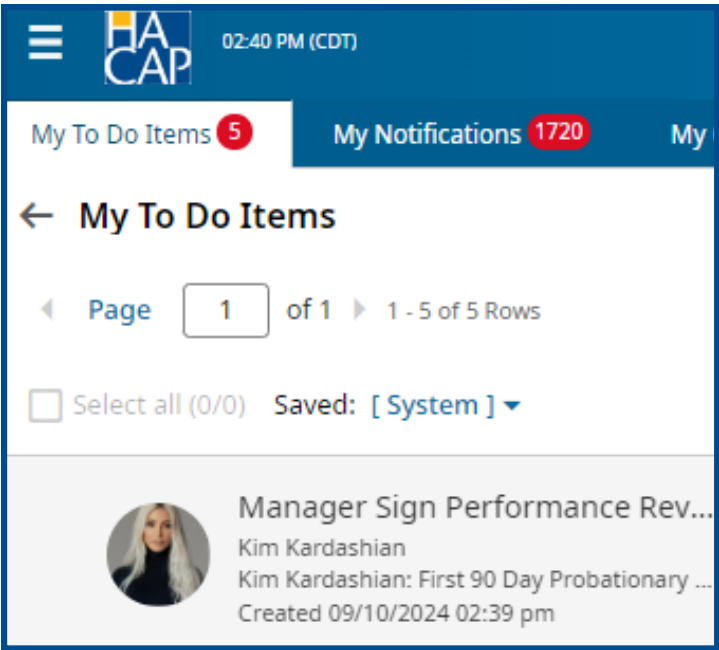 HA
CAP
02:40 PM (CDT)
My To Do Items 5 My Notifications 1720 My
← My To Do Items
Page 1 of 1 1 - 5 of 5 Rows
Select all (0/0) Saved: [ System ]
Manager Sign Performance Rev...
Kim Kardashian
Kim Kardashian: First 90 Day Probationary ...
Created 09/10/2024 02:39 pm